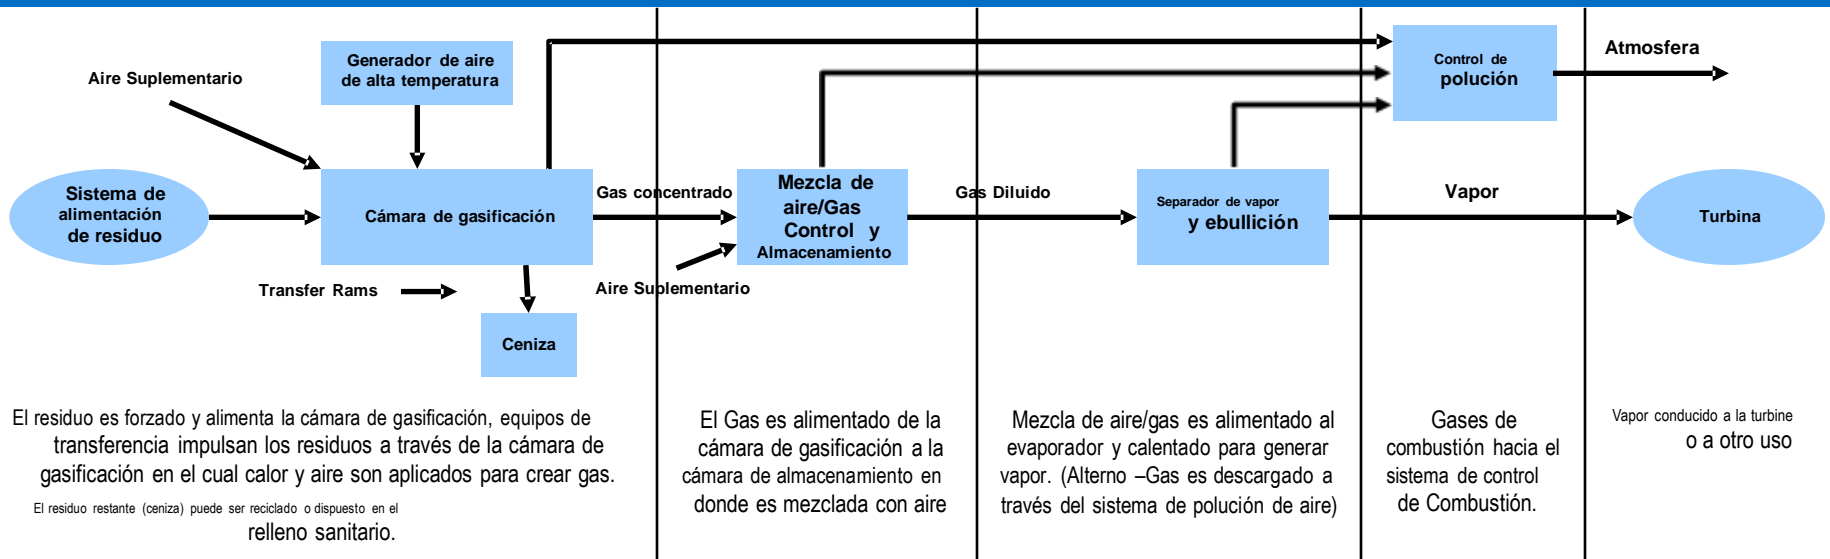 Aire Suplementario
Generador de aire
de alta temperatura
Control de
polución
Atmosfera
Sistema de
alimentación
de residuo
Cámara de gasificación
Gas concentrado
Mezcla de
aire/Gas
Control y
Almacenamiento
Gas Diluido
Separador de vapor
y ebullición
Vapor
Turbina
Transfer Rams
Aire Suplementario
Ceniza
El residuo es forzado y alimenta la cámara de gasificación, equipos de
transferencia impulsan los residuos a través de la cámara de
gasificación en el cual calor y aire son aplicados para crear gas.
El residuo restante (ceniza) puede ser reciclado o dispuesto en el
relleno sanitario.
El Gas es alimentado de la
cámara de gasificación a la
cámara de almacenamiento en
donde es mezclada con aire
Mezcla de aire/gas es alimentado al
evaporador y calentado para generar
vapor. (Alterno –Gas es descargado a
través del sistema de polución de aire)
Gases de
combustión hacia el
sistema de control
de Combustión.
Vapor conducido a la turbine
o a otro uso